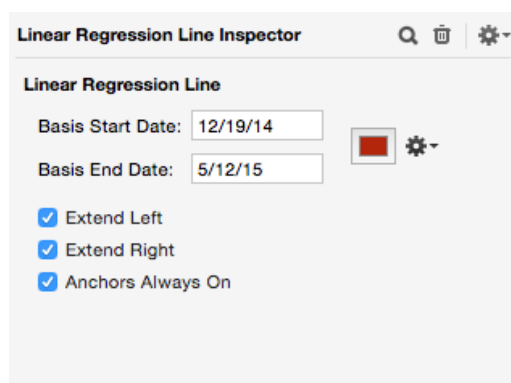 Linear Regression Line Inspector
Linear Regression Line
Basis Start Date: 12/19/14
Basis End Date: 5/12/15
Extend Left
Extend Right
Anchors Always On